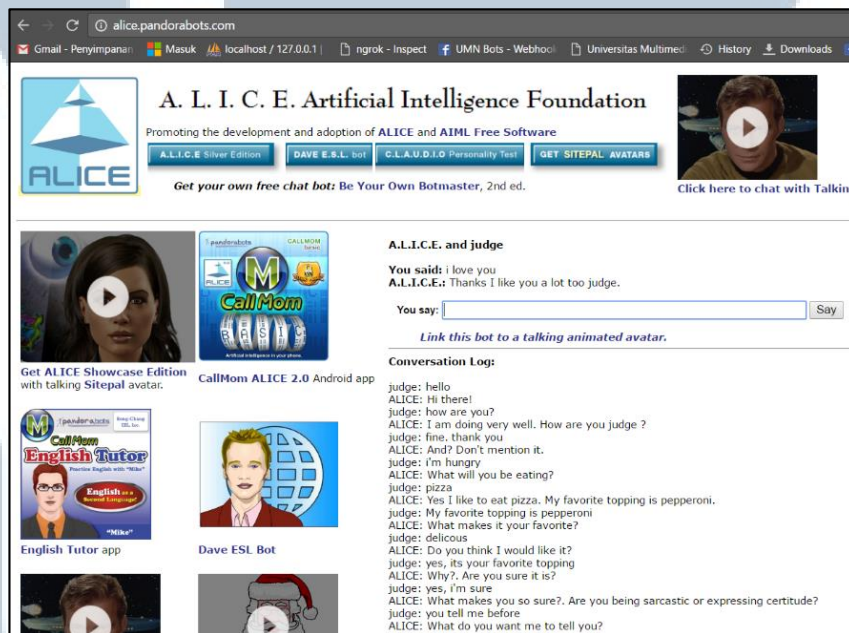 alice.pandorabots.com
Gmail - Penyimpanan
Masuk
localhost / 127.0.0.1 |
ngrok - Inspect
UMN Bots - Webhook
Universitas Multimedi
History
Downloads
ALICE
A. L. I. C. E. Artificial Intelligence Foundation
Promoting the development and adoption of ALICE and AIML Free Software
A.L.I.C.E Silver Edition
DAVE E.S.L. bot
C.L.A.U.D.I.O Personality Test
GET SITEPAL AVATARS
Get your own free chat bot: Be Your Own Botmaster, 2nd ed.
Click here to chat with Talkin
pandorabots
CALLMOM
ALICE
M
Call Mom
BASIC
Artificial intelligence in your phone.
Get ALICE Showcase Edition
with talking Sitepal avatar.
CallMom ALICE 2.0 Android app
pandorabots
M
Call Mom
English Tutor
Practice English with "Mike"
English as a
Second Language!
"Mike"
English Tutor app
Dave ESL Bot
A.L.I.C.E. and judge
You said: i love you
A.L.I.C.E.: Thanks I like you a lot too judge.
You say:
Say
Link this bot to a talking animated avatar.
Conversation Log:
judge: hello
ALICE: Hi there!
judge: how are you?
ALICE: I am doing very well. How are you judge ?
judge: fine. thank you
ALICE: And? Don't mention it.
judge: i'm hungry
ALICE: What will you be eating?
judge: pizza
ALICE: Yes I like to eat pizza. My favorite topping is pepperoni.
judge: My favorite topping is pepperoni
ALICE: What makes it your favorite?
judge: delicous
ALICE: Do you think I would like it?
judge: yes, its your favorite topping
ALICE: Why?. Are you sure it is?
judge: yes, i'm sure
ALICE: What makes you so sure?. Are you being sarcastic or expressing certitude?
judge: you tell me before
ALICE: What do you want me to tell you?